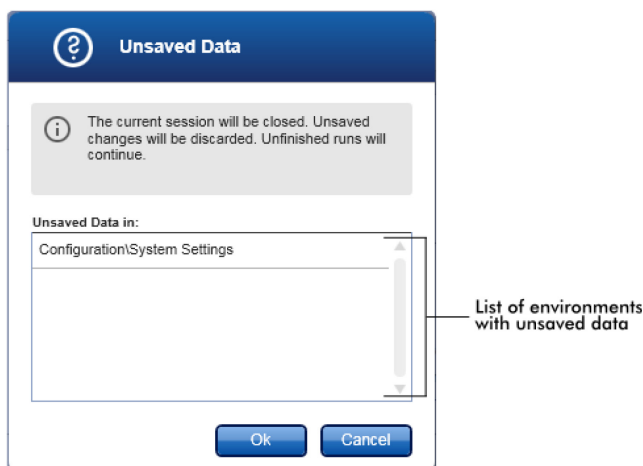 Unsaved Data
The current session will be closed. Unsaved
changes will be discarded. Unfinished runs will
continue.
Unsaved Data in:
Configuration\System Settings
List of environments
with unsaved data
Ok
Cancel